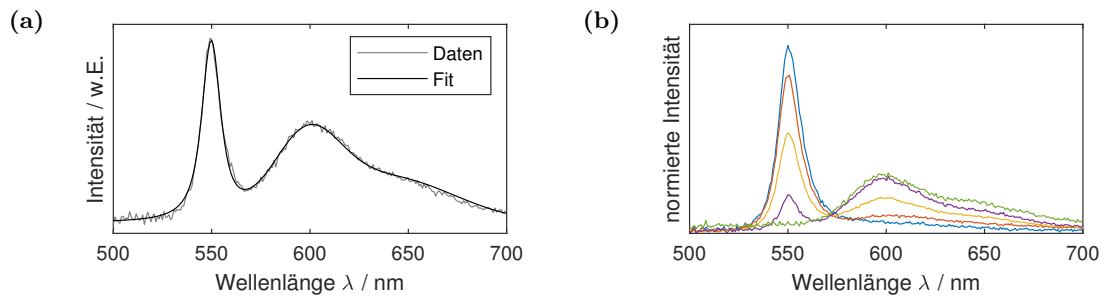 (a)
Intensität / w.E.
Daten
Fit
500 550 600 650 700
Wellenlänge λ / nm
(b)
normierte Intensität
500 550 600 650 700
Wellenlänge λ / nm